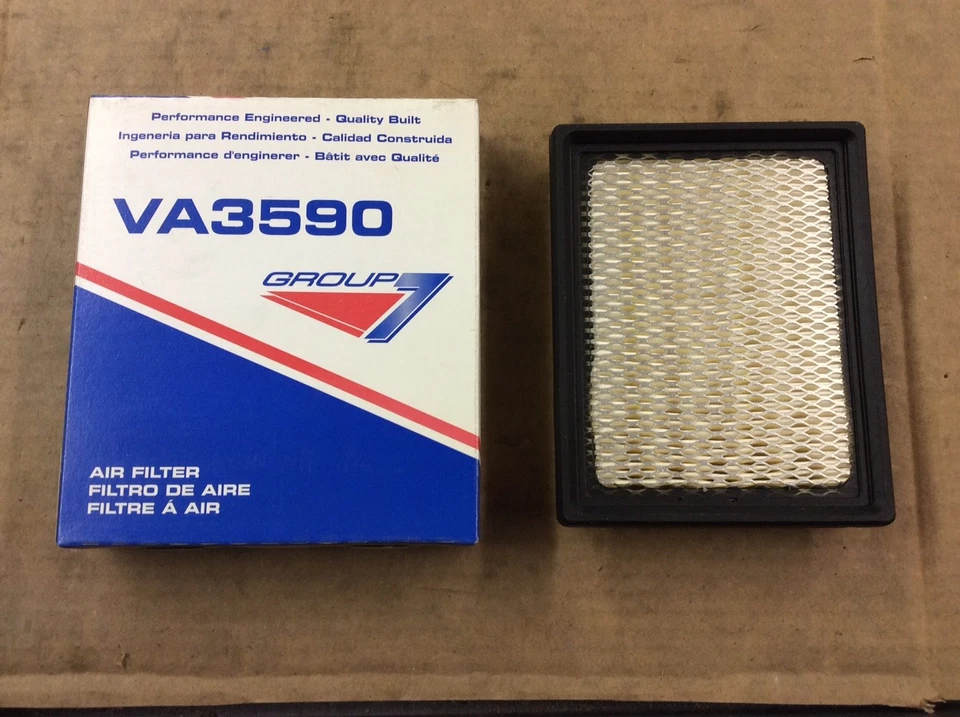 Performance Engineered - Quality Built
Ingeneria para Rendimiento - Calidad Construida
Performance d'enginerer - Bâtit avec Qualité
VA3590
GROUP 7
AIR FILTER
FILTRO DE AIRE
FILTRE Á AIR